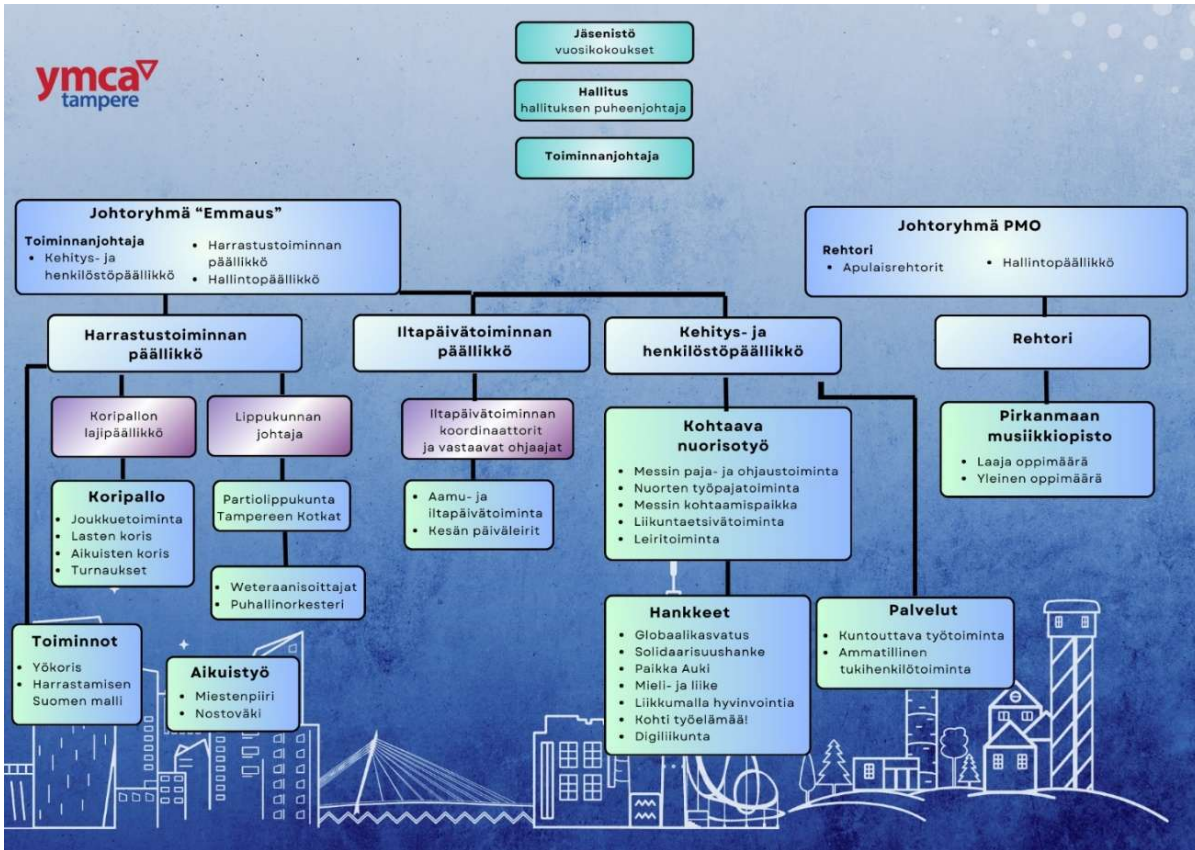 ymca
tampere
Jäsenistö
vuosikokoukset
Hallitus
hallituksen puheenjohtaja
Toiminnanjohtaja
Johtoryhmä "Emmaus"
Toiminnanjohtaja
• Kehitys- ja
henkilöstöpäällikkö
• Harrastustoiminnan
päällikkö
• Hallintopäällikkö
Johtoryhmä PMO
Rehtori
• Apulaisrehtorit
• Hallintopäällikkö
Harrastustoiminnan
päällikkö
Iltapäivätoiminnan
päällikkö
Kehitys- ja
henkilöstöpäällikkö
Rehtori
Koripallon
lajipäällikkö
Lippukunnan
johtaja
Iltapäivätoiminnan
koordinaattorit
ja vastaavat ohjaajat
Kohtaava
nuorisotyö
• Messin paja- ja ohjaustoiminta
• Nuorten työpajatoiminta
• Messin kohtaamispaikka
• Liikuntaetsivätoiminta
• Leiritoiminta
Pirkanmaan
musiikkiopisto
• Laaja oppimäärä
• Yleinen oppimäärä
Koripallo
• Joukkuetoiminta
• Lasten koris
• Aikuisten koris
• Turnaukset
Partiolippukunta
Tampereen Kotkat
• Aamu- ja
iltapäivätoiminta
• Kesän päiväleirit
• Weteraanisoittajat
• Puhallinorkesteri
Toiminnot
• Yökoris
• Harrastamisen
Suomen malli
Aikuistyö
• Miestenpiiri
• Nostoväki
Hankkeet
• Globaalikasvatus
• Solidaarisuushanke
• Paikka Auki
• Mieli- ja liike
• Liikkumalla hyvinvointia
• Kohti työelämää!
• Digiliikunta
Palvelut
• Kuntouttava työtoiminta
• Ammatillinen
tukihenkilötoiminta